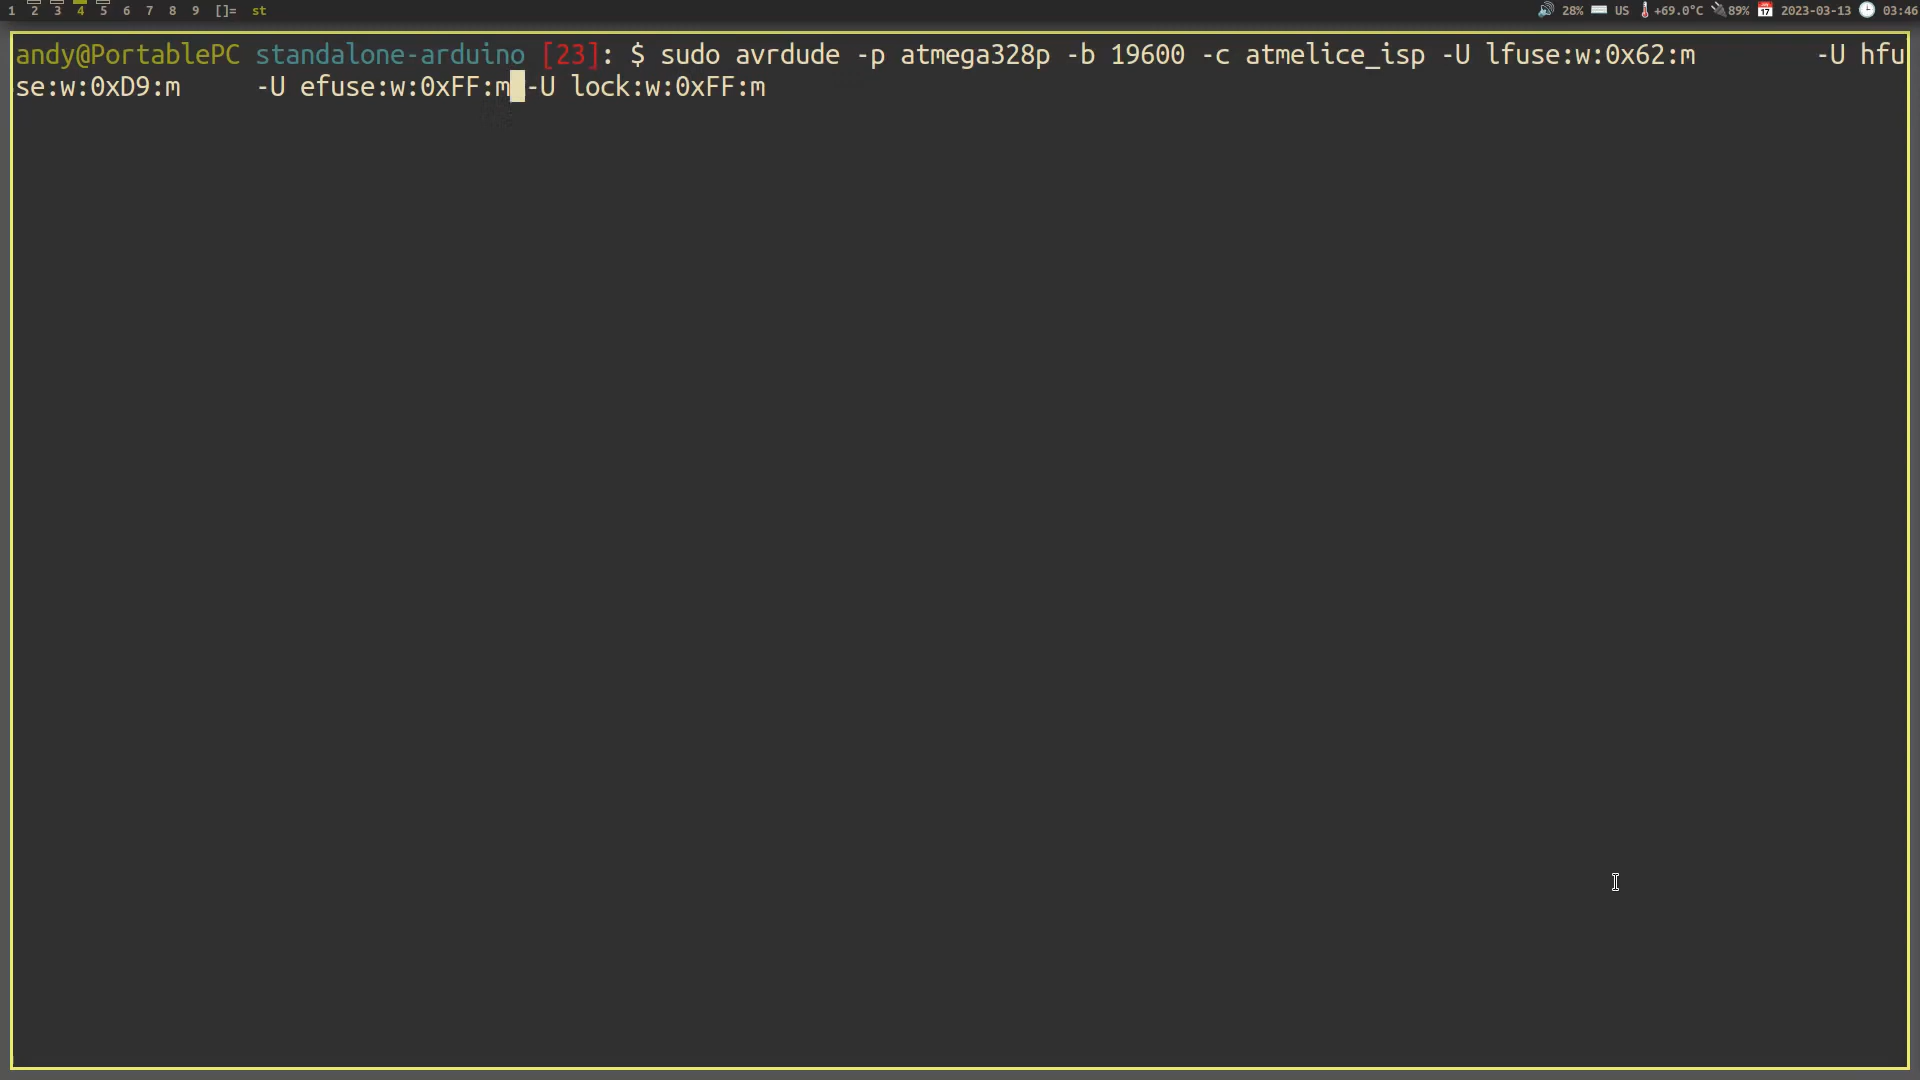 1 2 3 4 5 6 7 8 9 []= st 28% US +69.0°C 89% 2023-03-13 03:46
andy@PortablePC standalone-arduino [23]: $ sudo avrdude -p atmega328p -b 19600 -c atmelice_isp -U lfuse:w:0x62:m        -U hfu
se:w:0xD9:m     -U efuse:w:0xFF:m -U lock:w:0xFF:m